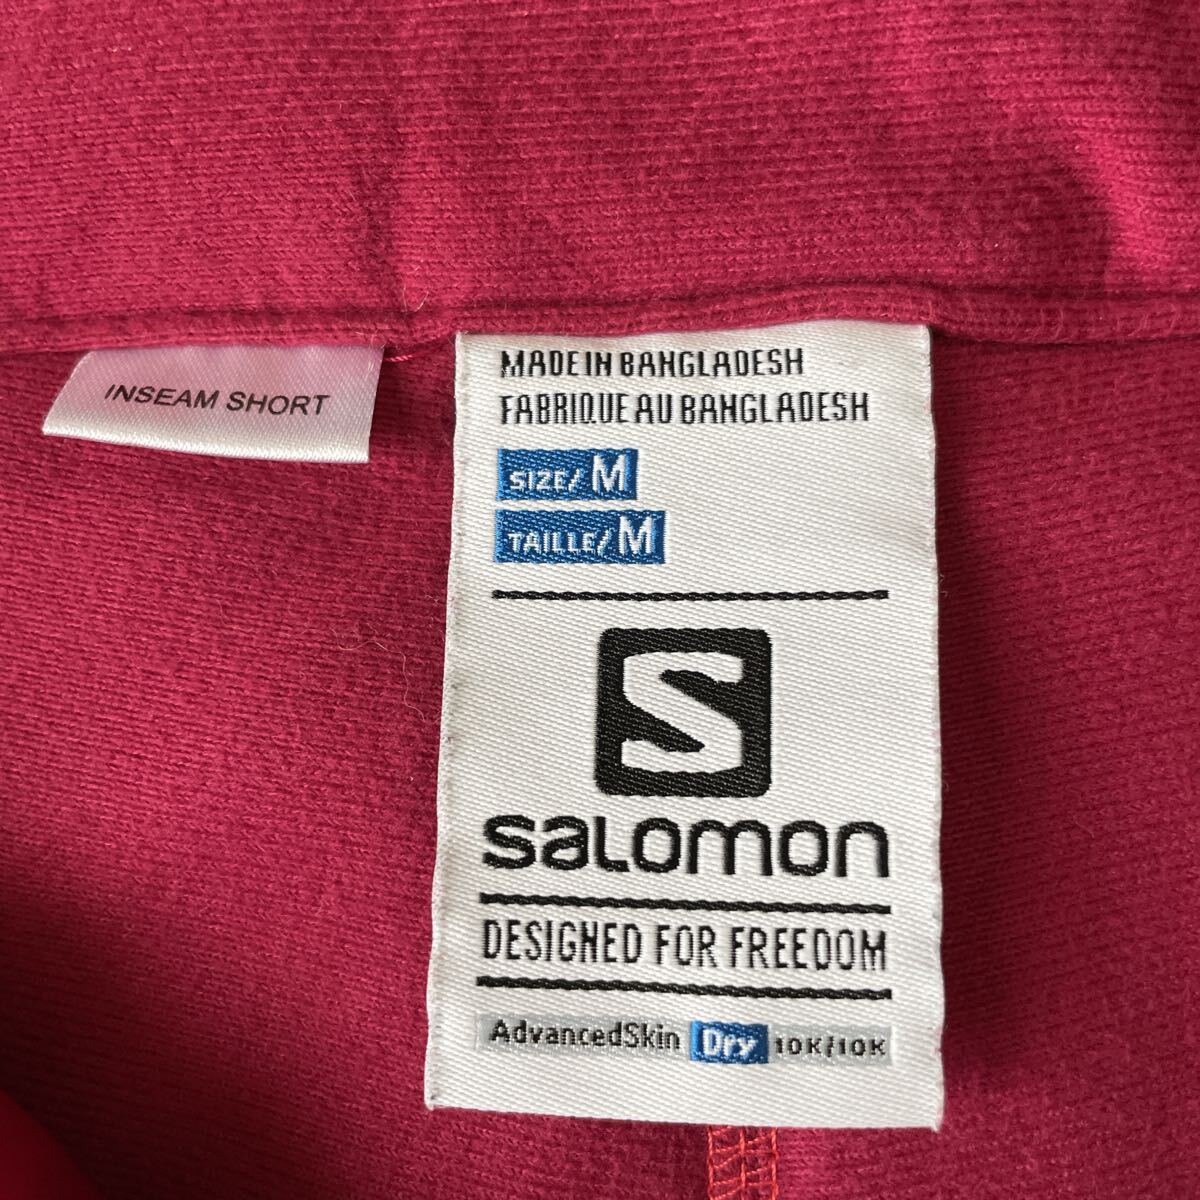 INSEAM SHORT
MADE IN BANGLADESH
FABRIQUE AU BANGLADESH
SIZE/ M
TAILLE/ M
S
SALOMON
DESIGNED FOR FREEDOM
AdvancedSkin Dry 10K/10K